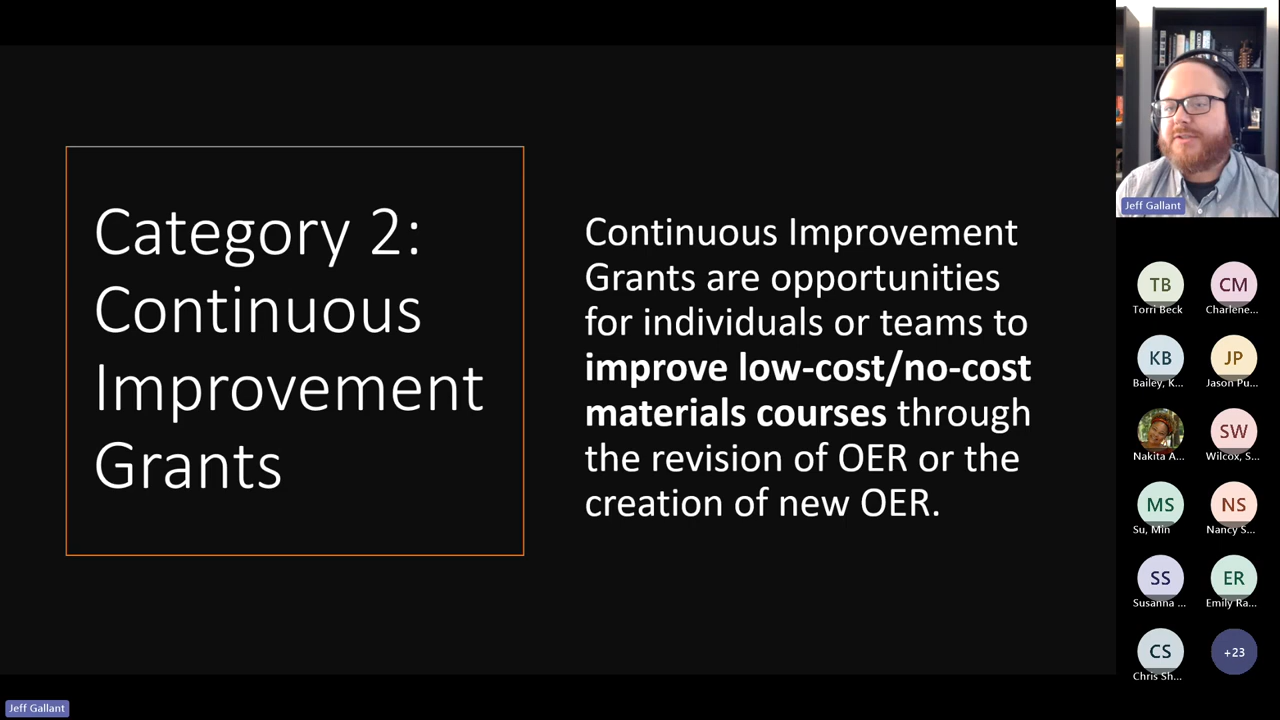 Category 2:
Continuous
Improvement
Grants
Continuous Improvement
Grants are opportunities
for individuals or teams to
improve low-cost/no-cost
materials courses through
the revision of OER or the
creation of new OER.
Jeff Gallant
TB
Torri Beck
CM
Charlene...
KB
Bailey, K...
JP
Jason Pu...
Nakita A...
SW
Wilcox, S...
MS
Su, Min
NS
Nancy S...
SS
Susanna ...
ER
Emily Ra...
CS
Chris Sh...
+23
Jeff Gallant